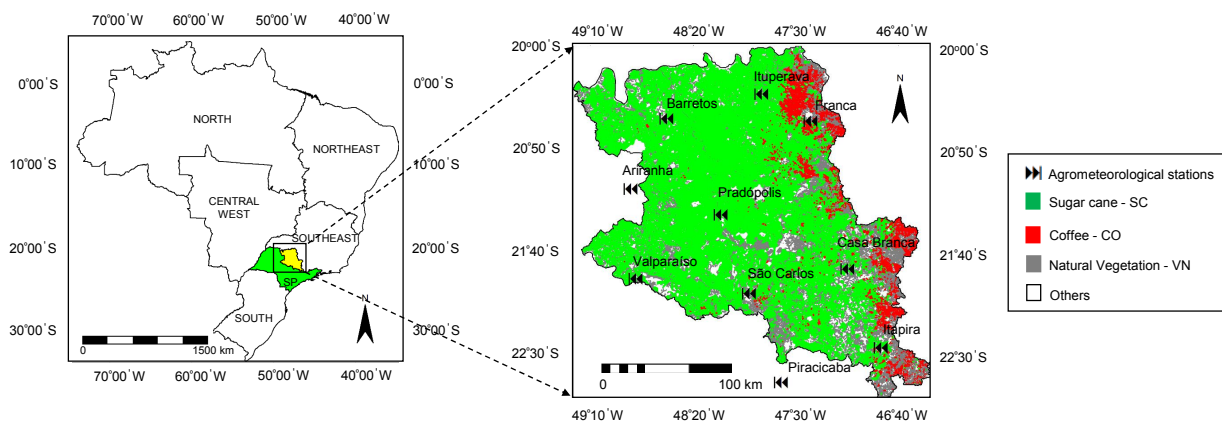 70°00'W 60°00'W 50°00'W 40°00'W
0°00'S
10°00'S
20°00'S
30°00'S
0°00'S
10°00'S
20°00'S
30°00'S
NORTH
NORTHEAST
CENTRAL
WEST
SOUTHEAST
SP
SOUTH
N
0 1500 km
70°00'W 60°00'W 50°00'W 40°00'W
49°10'W 48°20'W 47°30'W 46°40'W
20°00'S
20°50'S
21°40'S
22°30'S
20°00'S
20°50'S
21°40'S
22°30'S
N
Ituperava
Barretos
Franca
Ariranha
Pradópolis
Casa Branca
Valparaíso
São Carlos
Itapira
Piracicaba
0 100 km
49°10'W 48°20'W 47°30'W 46°40'W
Agrometeorological stations
Sugar cane - SC
Coffee - CO
Natural Vegetation - VN
Others